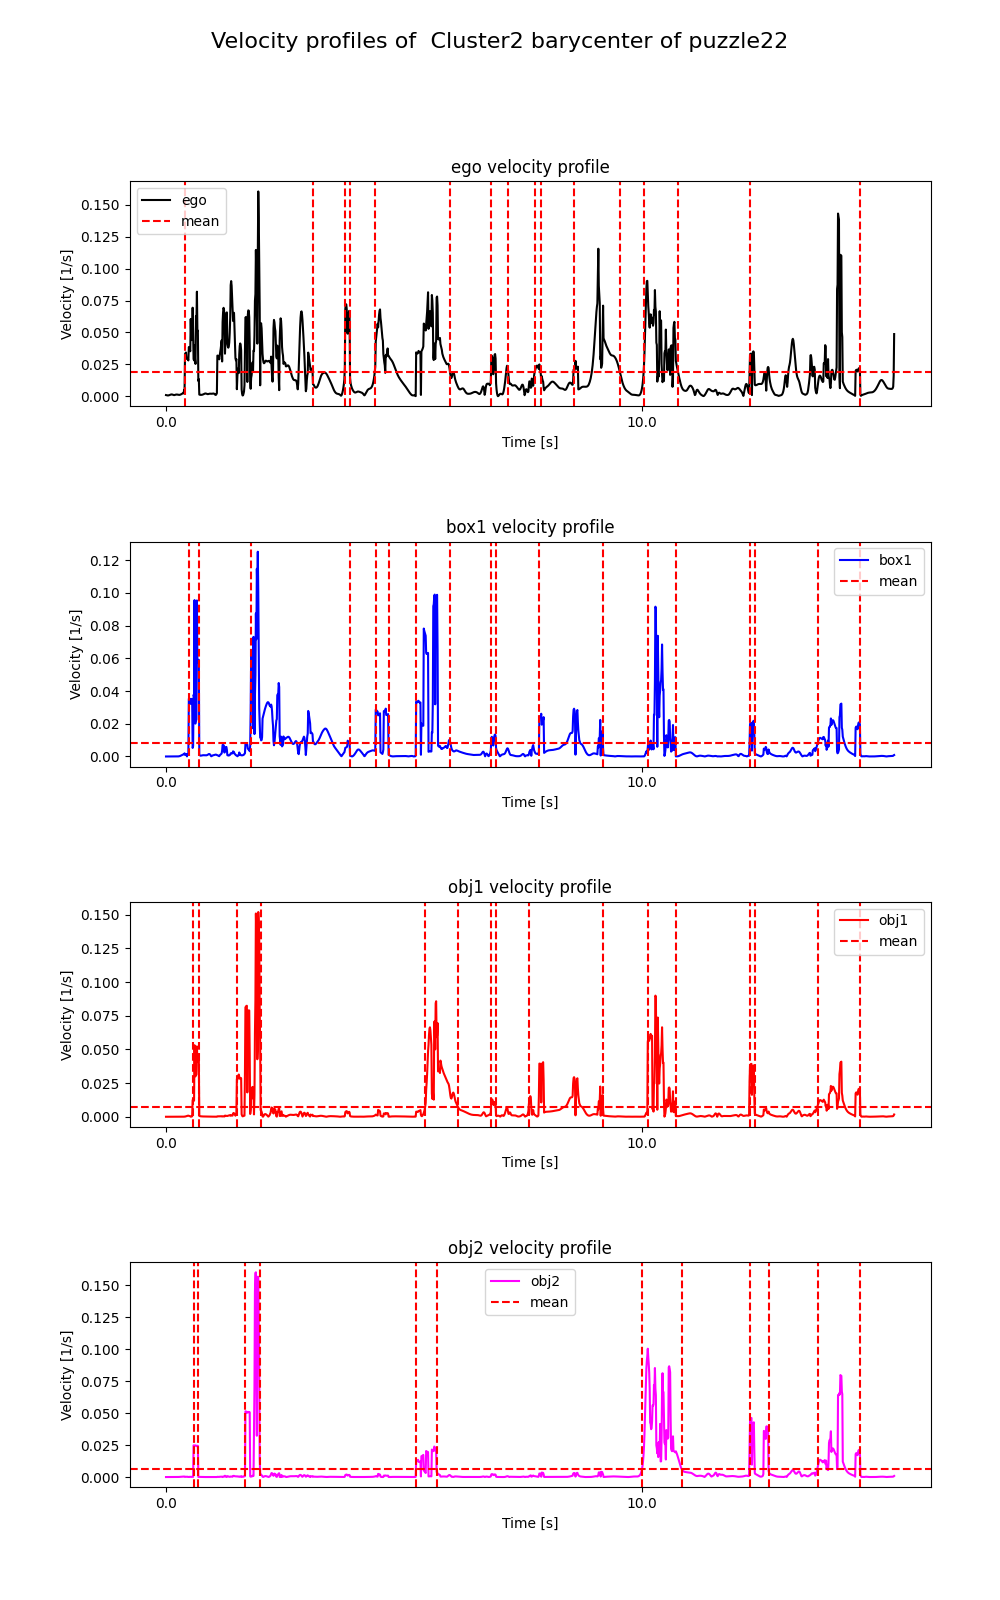 Velocity profiles of  Cluster2 barycenter of puzzle22
ego velocity profile
ego
mean
0.150
0.125
0.100
0.075
0.050
0.025
0.000
Velocity [1/s]
0.0
10.0
Time [s]
box1 velocity profile
box1
mean
0.12
0.10
0.08
0.06
0.04
0.02
0.00
Velocity [1/s]
0.0
10.0
Time [s]
obj1 velocity profile
obj1
mean
0.150
0.125
0.100
0.075
0.050
0.025
0.000
Velocity [1/s]
0.0
10.0
Time [s]
obj2 velocity profile
obj2
mean
0.150
0.125
0.100
0.075
0.050
0.025
0.000
Velocity [1/s]
0.0
10.0
Time [s]